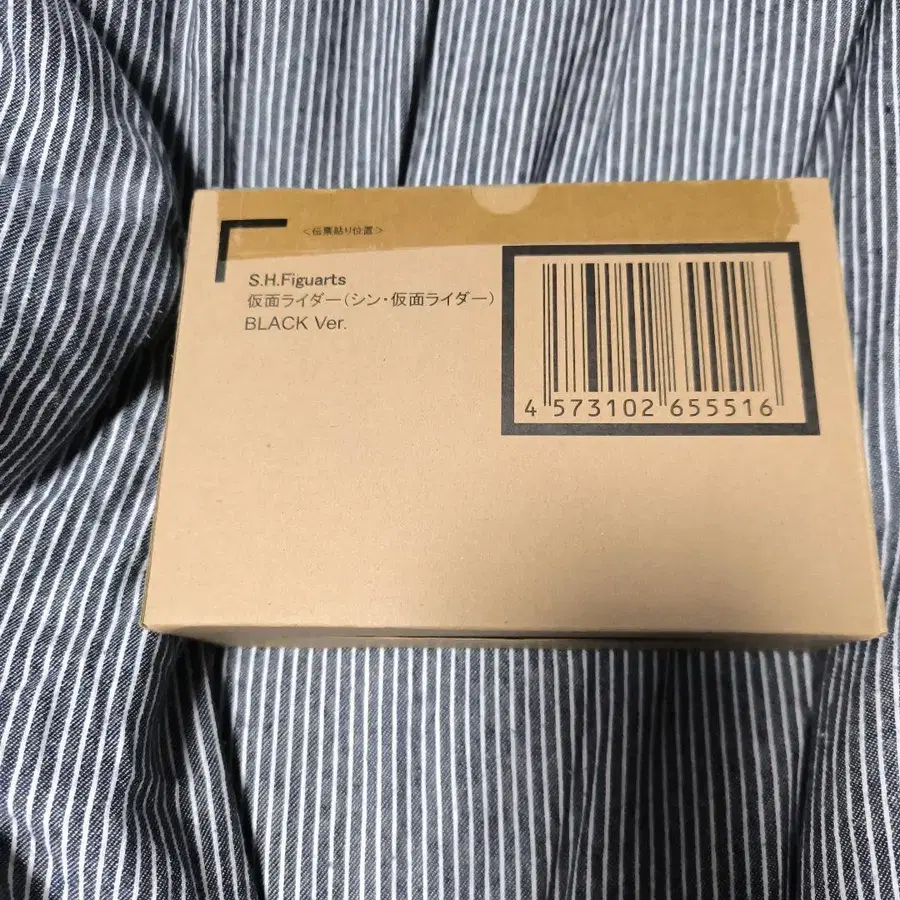 ＜伝票貼り位置＞
S.H.Figuarts
仮面ライダー(シン・仮面ライダー)
BLACK Ver.
4 573102 655516